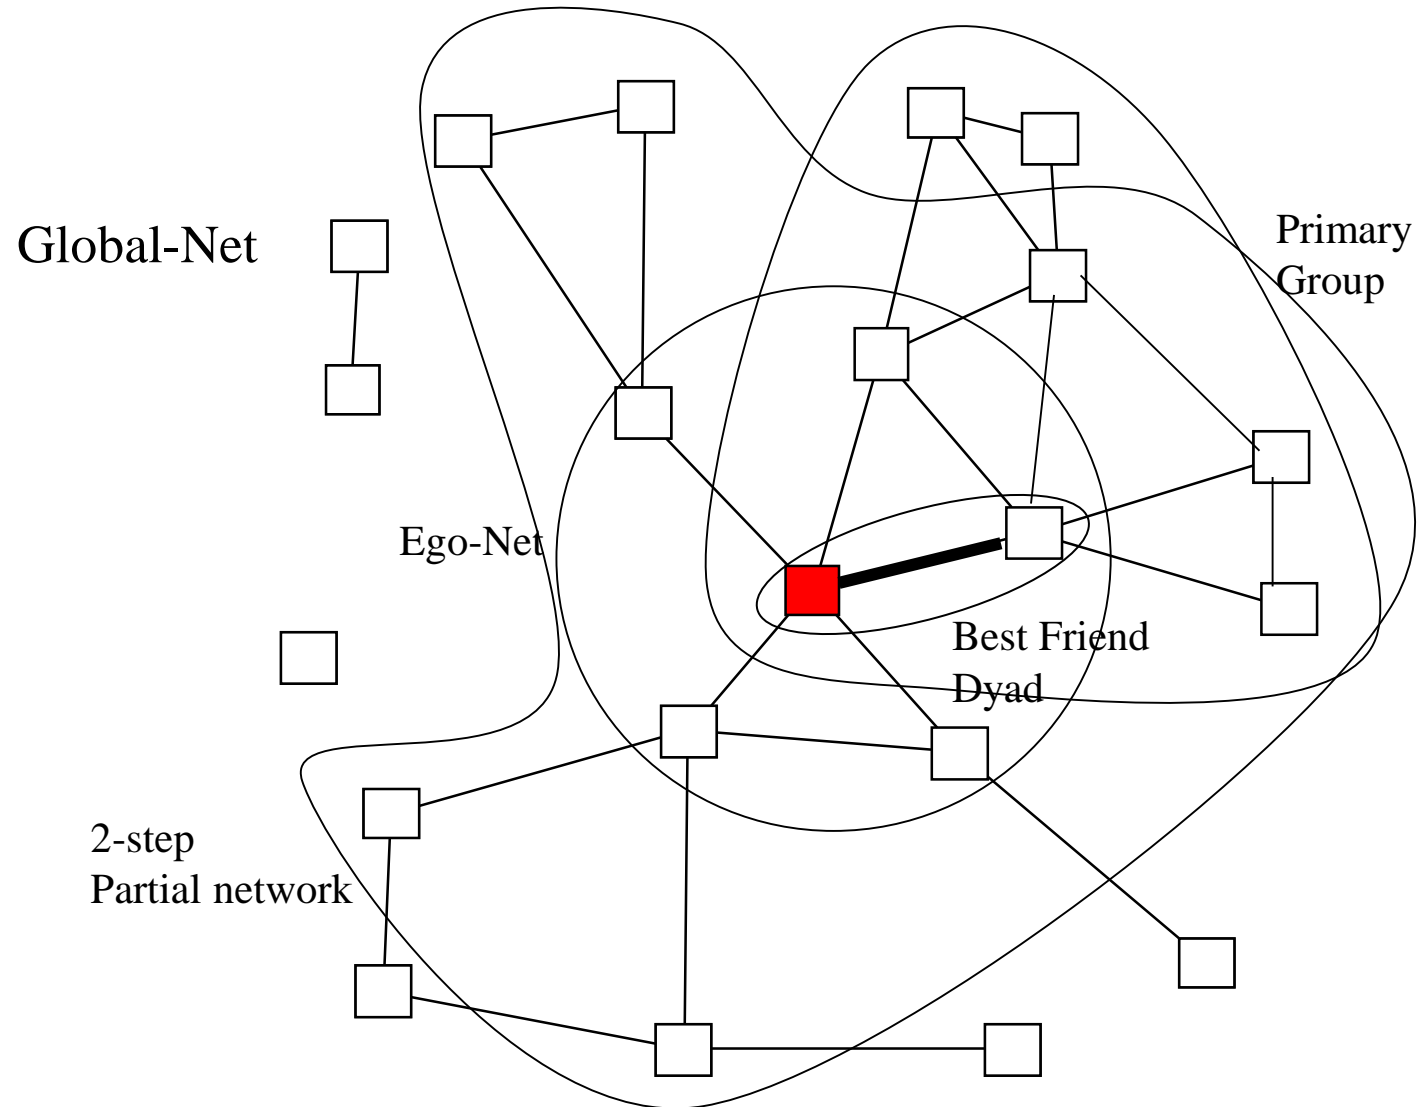 Global-Net
Primary
Group
Ego-Net
Best Friend
Dyad
2-step
Partial network